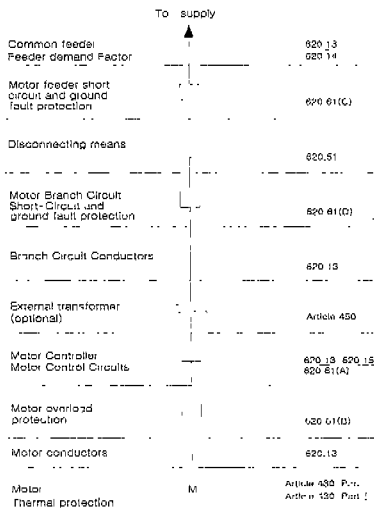 To supply
Common feeder 620.13
Feeder demand Factor 620.14
Motor feeder short
circuit and ground
fault protection 620.61(C)
Disconnecting means 620.51
Motor Branch Circuit
Short-Circuit and
ground fault protection 620.61(D)
Branch Circuit Conductors 620.13
External transformer
(optional) Article 450
Motor Controller 620.13 620.15
Motor Control Circuits 620.61(A)
Motor overload
protection 620.61(B)
Motor conductors 620.13
Motor M Article 430 Part
Thermal protection Article 430 Part